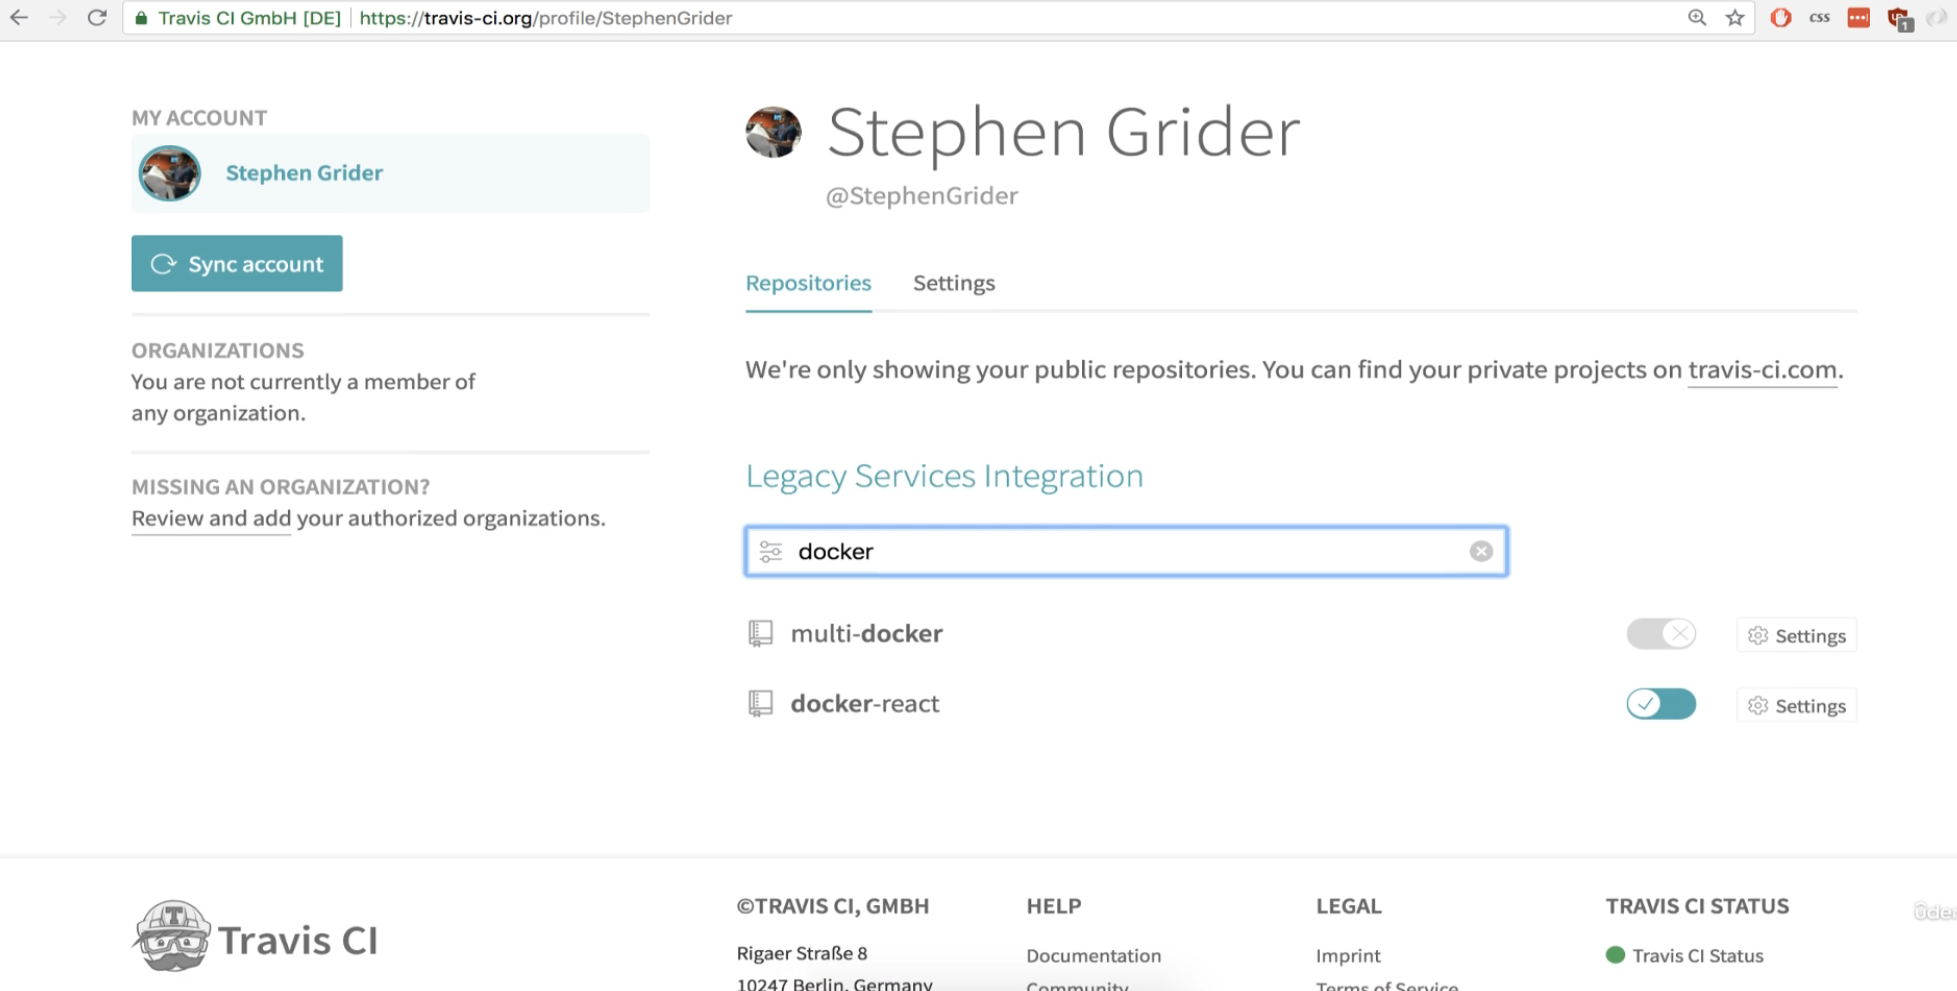 Travis CI GmbH [DE] https://travis-ci.org/profile/StephenGrider
css
1
MY ACCOUNT
Stephen Grider
Sync account
ORGANIZATIONS
You are not currently a member of
any organization.
MISSING AN ORGANIZATION?
Review and add your authorized organizations.
Stephen Grider
@StephenGrider
Repositories Settings
We're only showing your public repositories. You can find your private projects on travis-ci.com.
Legacy Services Integration
docker
multi-docker
Settings
docker-react
Settings
Travis CI
©TRAVIS CI, GMBH
Rigaer Straße 8
10247 Berlin, Germany
HELP
Documentation
Community
LEGAL
Imprint
Terms of Service
TRAVIS CI STATUS
Travis CI Status